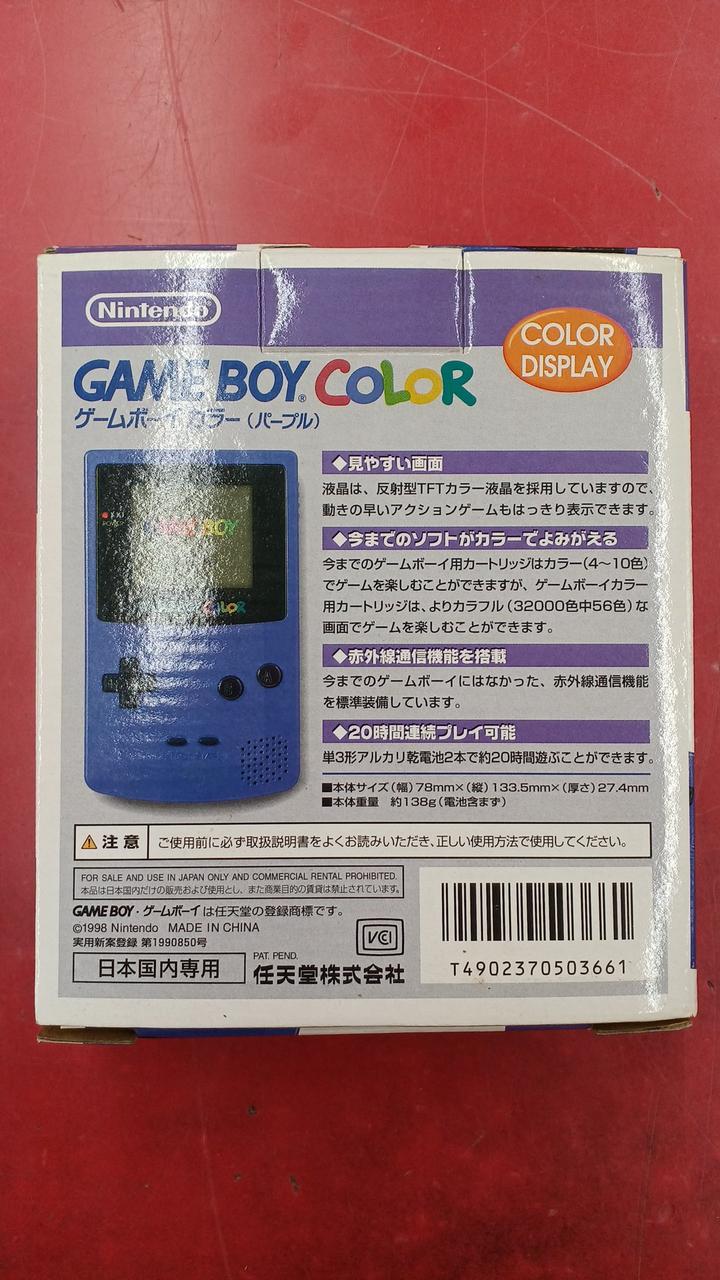 Nintendo
COLOR
DISPLAY
GAME BOY® COLOR
ゲームボーイ カラー（パープル）
◆見やすい画面
液晶は、反射型TFTカラー液晶を採用していますので、
動きの早いアクションゲームもはっきり表示できます。
◆今までのソフトがカラーでよみがえる
今までのゲームボーイ用カートリッジはカラー（4〜10色）
でゲームを楽しむことができますが、ゲームボーイカラー
用カートリッジは、よりカラフル（32000色中56色）な
画面でゲームを楽しむことができます。
◆赤外線通信機能を搭載
今までのゲームボーイにはなかった、赤外線通信機能
を標準装備しています。
◆20時間連続プレイ可能
単3形アルカリ乾電池2本で約20時間遊ぶことができます。
■本体サイズ（幅）78mm×（縦）133.5mm×（厚さ）27.4mm
■本体重量　約138g（電池含まず）
POWER
GAME BOY
COLOR
B
A
注意 ご使用前に必ず取扱説明書をよくお読みいただき、正しい使用方法で使用してください。
FOR SALE AND USE IN JAPAN ONLY AND COMMERCIAL RENTAL PROHIBITED.
本品は日本国内だけの販売および使用とし、また商業目的の賃貸は禁止されています。
GAME BOY・ゲームボーイは任天堂の登録商標です。
©1998 Nintendo MADE IN CHINA
実用新案登録 第1990850号
VCI
日本国内専用
PAT. PEND.
任天堂株式会社
T4902370503661